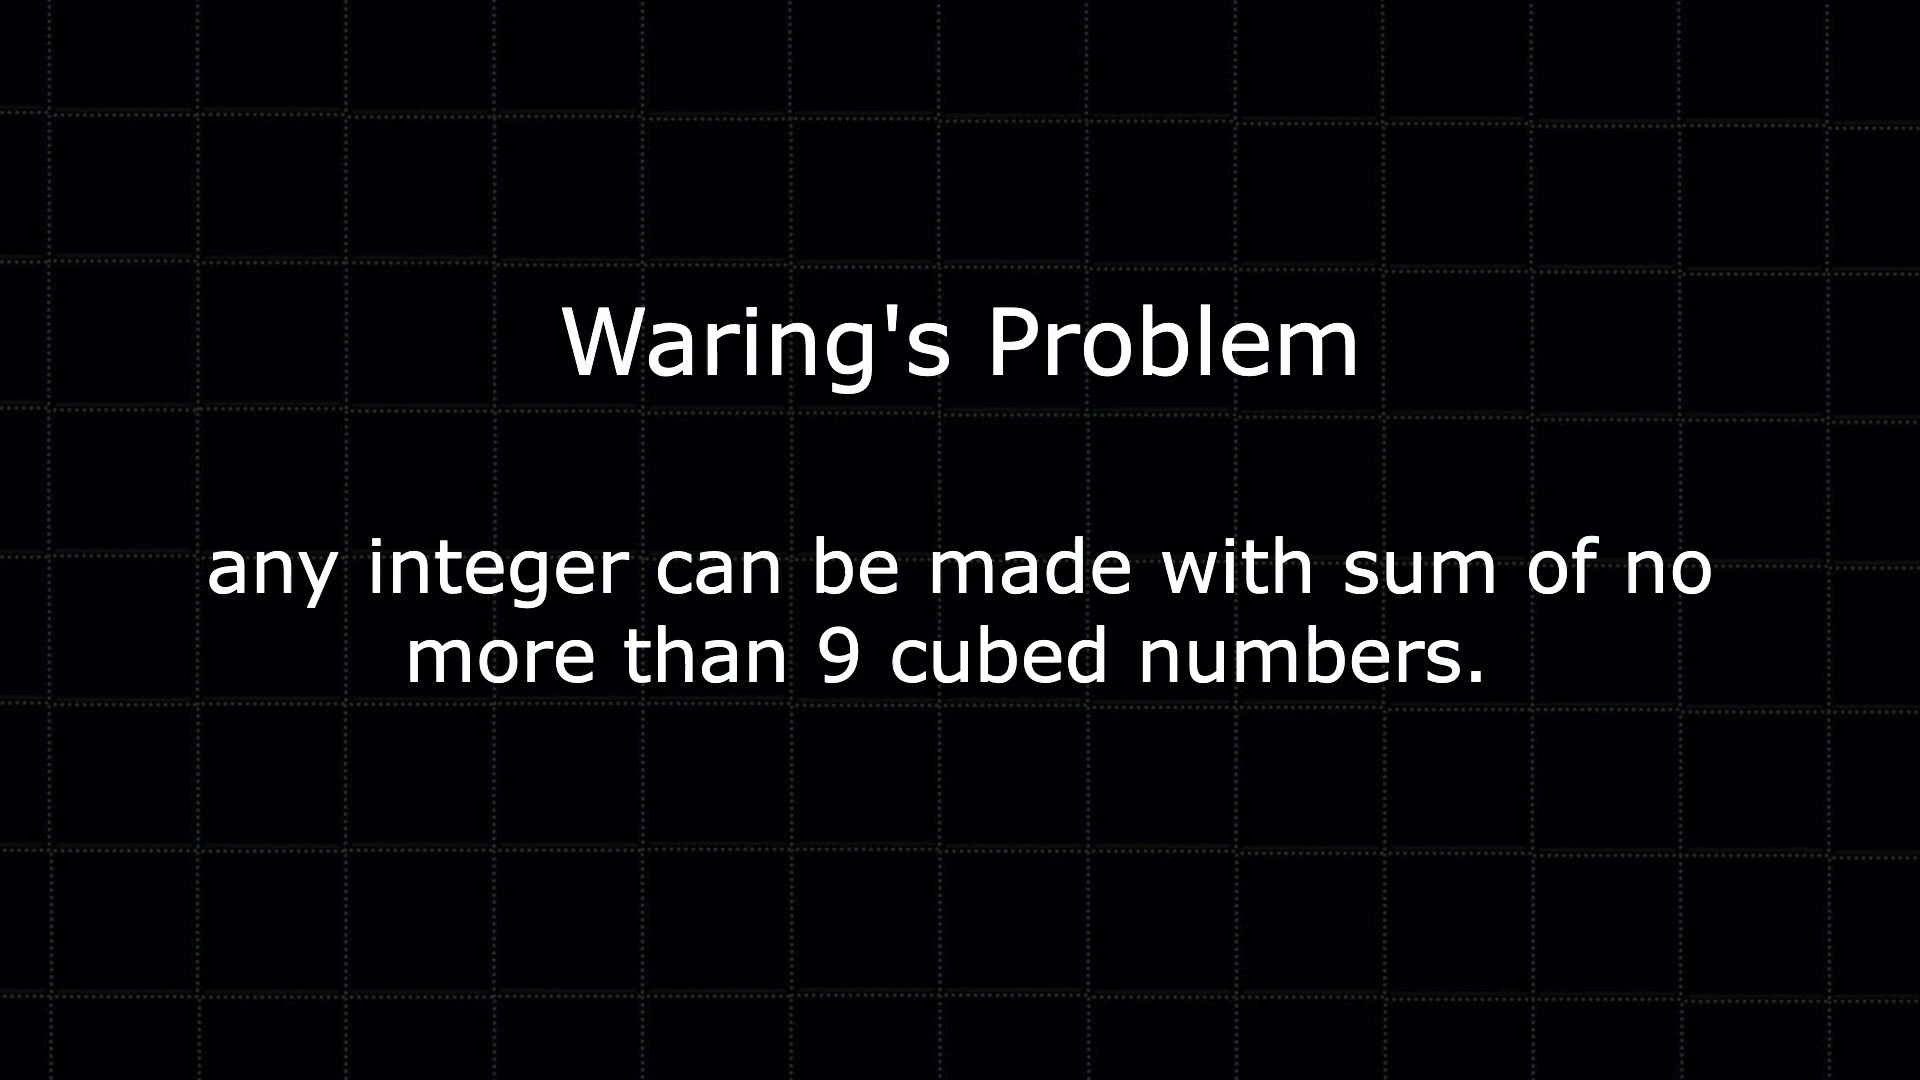 Waring's Problem
any integer can be made with sum of no
more than 9 cubed numbers.